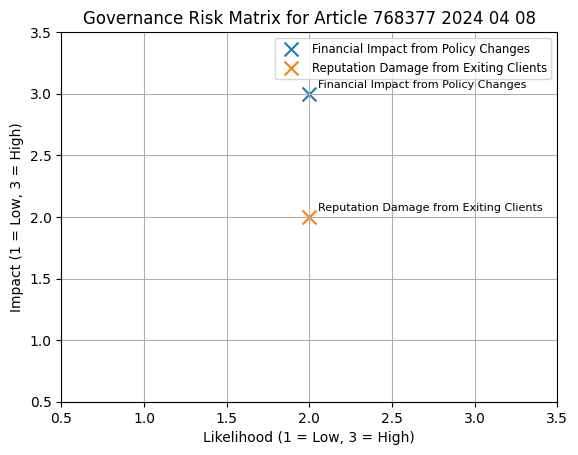 Governance Risk Matrix for Article 768377 2024 04 08
3.5
Financial Impact from Policy Changes
Reputation Damage from Exiting Clients
Financial Impact from Policy Changes
3.0
2.5
Reputation Damage from Exiting Clients
2.0
1.5
1.0
0.5
Impact (1 = Low, 3 = High)
0.5 1.0 1.5 2.0 2.5 3.0 3.5
Likelihood (1 = Low, 3 = High)